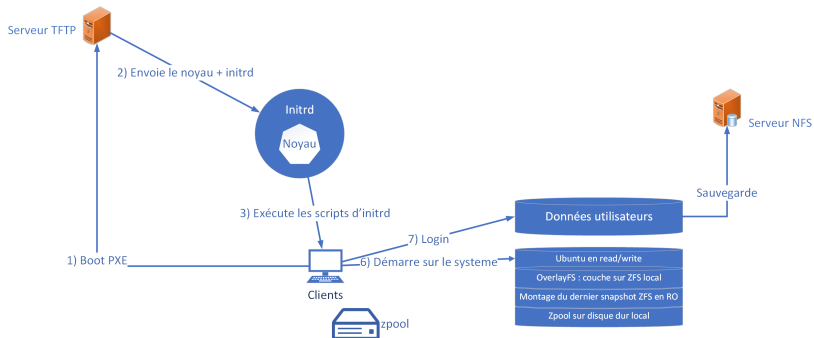 Serveur TFTP
2) Envoie le noyau + initrd
Initrd
Noyau
Serveur NFS
Sauvegarde
3) Exécute les scripts d’initrd
Données utilisateurs
7) Login
1) Boot PXE
6) Démarre sur le systeme
Ubuntu en read/write
OverlayFS : couche sur ZFS local
Montage du dernier snapshot ZFS en RO
Zpool sur disque dur local
Clients
zpool